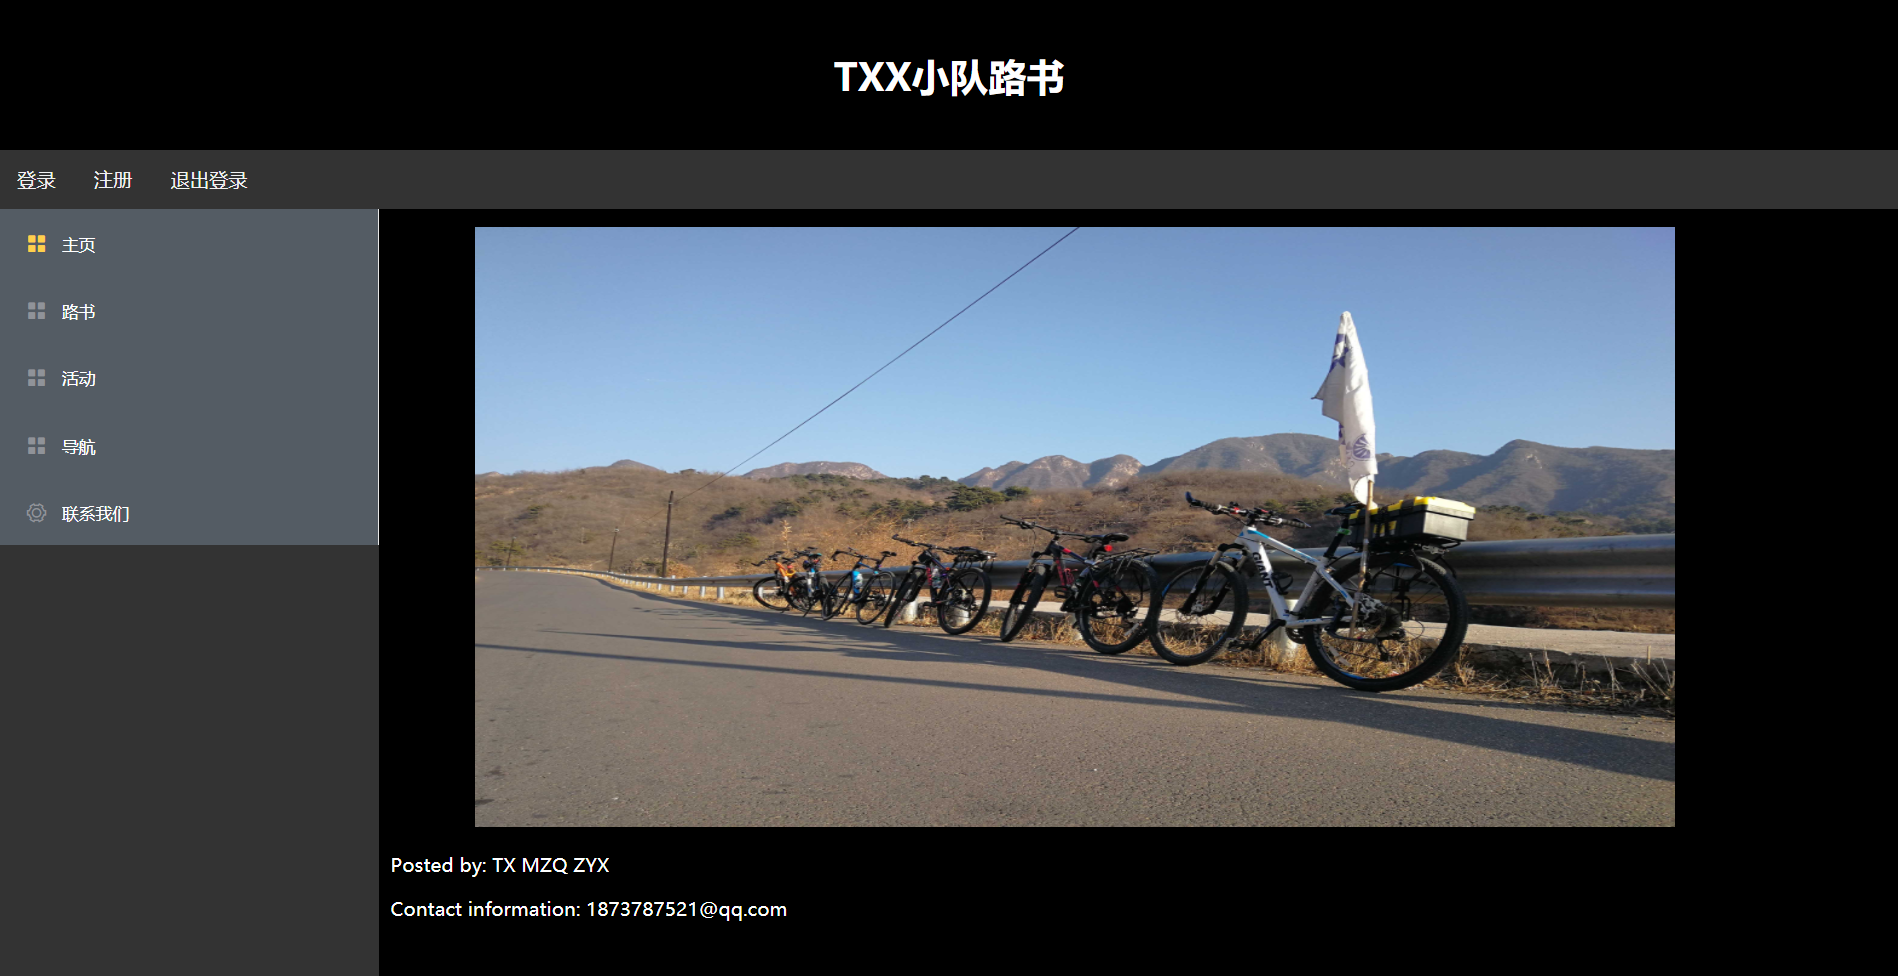 TXX小队路书
登录 注册 退出登录
主页
路书
活动
导航
联系我们
GIANT
Posted by: TX MZQ ZYX
Contact information: 1873787521@qq.com